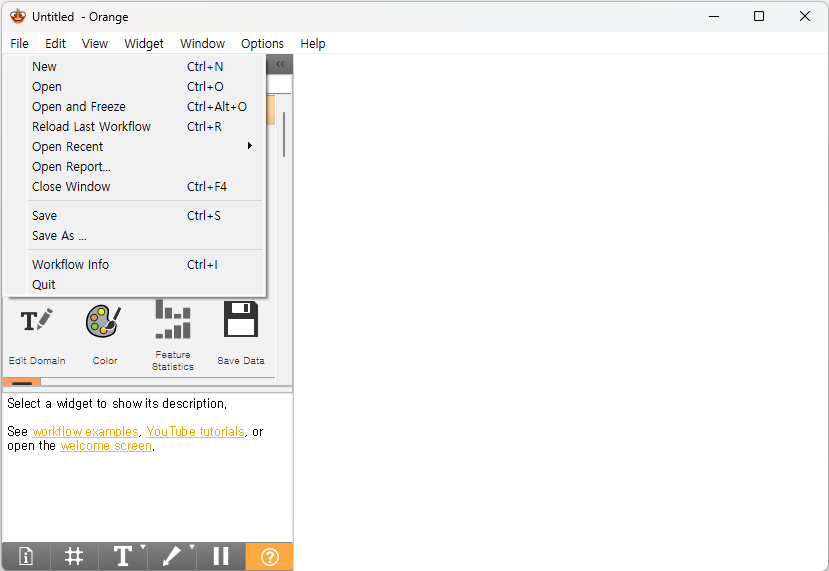 Untitled - Orange
File Edit View Widget Window Options Help
New Ctrl+N
Open Ctrl+O
Open and Freeze Ctrl+Alt+O
Reload Last Workflow Ctrl+R
Open Recent
Open Report...
Close Window Ctrl+F4
Save Ctrl+S
Save As ...
Workflow Info Ctrl+I
Quit
Edit Domain
Color
Feature
Statistics
Save Data
Select a widget to show its description.
See workflow examples, YouTube tutorials, or
open the welcome screen.